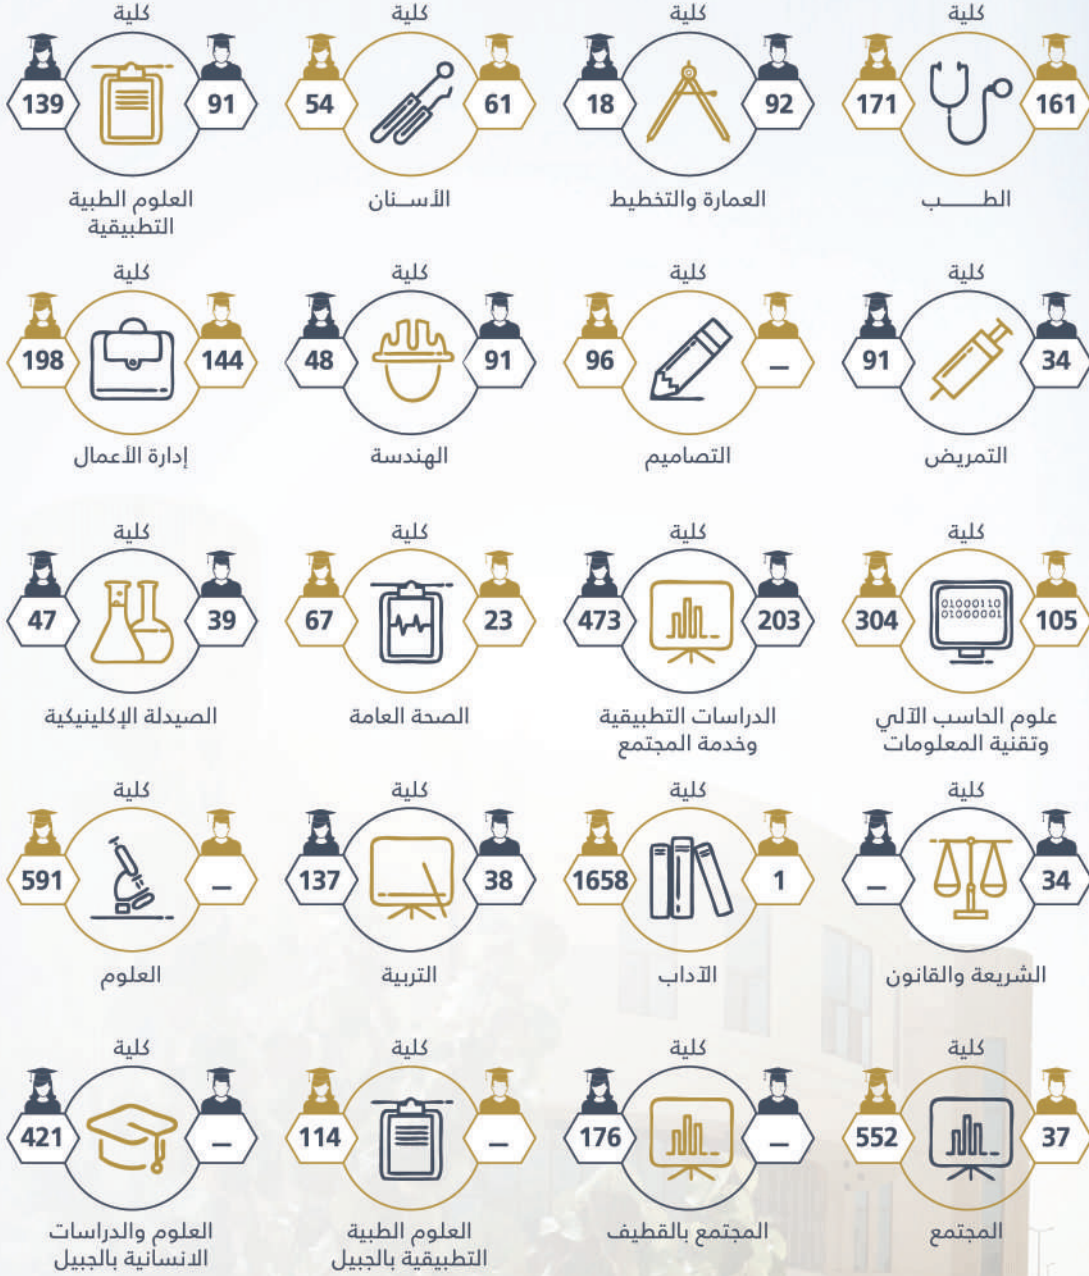 كلية
161
171
الطـــــب
كلية
92
18
العمارة والتخطيط
كلية
61
54
الأســنان
كلية
91
139
العلوم الطبية
التطبيقية
كلية
34
91
التمريض
كلية
–
96
التصاميم
كلية
91
48
الهندسة
كلية
144
198
إدارة الأعمال
كلية
105
304
01000110
01000001
علوم الحاسب الآلي
وتقنية المعلومات
كلية
203
473
الدراسات التطبيقية
وخدمة المجتمع
كلية
23
67
الصحة العامة
كلية
39
47
الصيدلة الإكلينيكية
كلية
34
–
الشريعة والقانون
كلية
1
1658
الآداب
كلية
38
137
التربية
كلية
–
591
العلوم
كلية
37
552
المجتمع
كلية
–
176
المجتمع بالقطيف
كلية
–
114
العلوم الطبية
التطبيقية بالجبيل
كلية
–
421
العلوم والدراسات
الانسانية بالجبيل